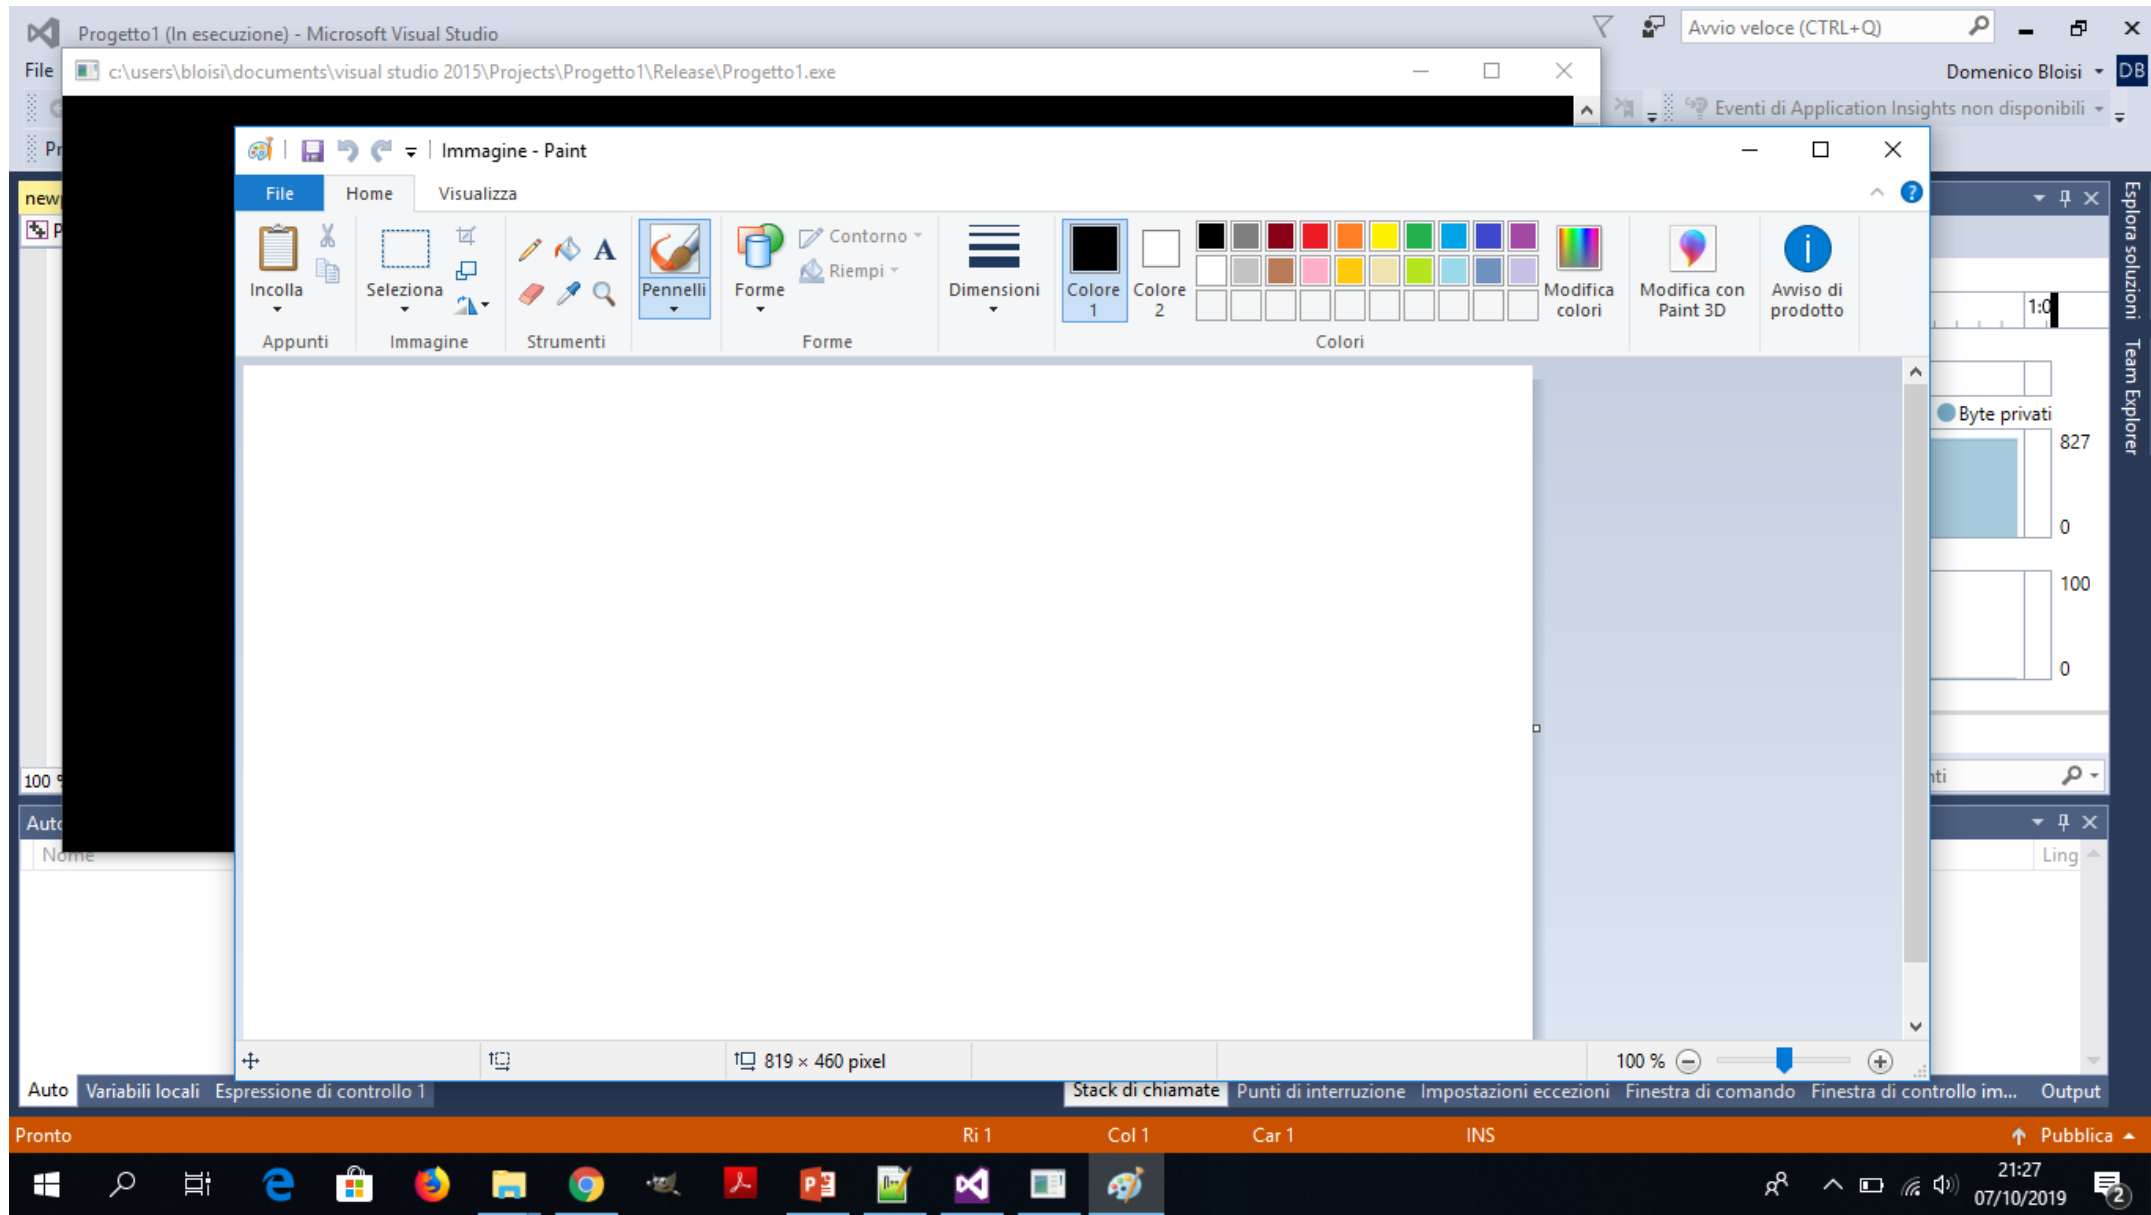 Progetto1 (In esecuzione) - Microsoft Visual Studio
Avvio veloce (CTRL+Q)
File
c:\users\bloisi\documents\visual studio 2015\Projects\Progetto1\Release\Progetto1.exe
Domenico Bloisi
DB
Eventi di Application Insights non disponibili
Immagine - Paint
File Home Visualizza
Contorno
Riempi
Incolla
Seleziona
Pennelli
Forme
Dimensioni
Colore 1
Colore 2
Modifica colori
Modifica con Paint 3D
Avviso di prodotto
Appunti
Immagine
Strumenti
Forme
Colori
Esplora soluzioni
Team Explorer
Byte privati
827
0
100
0
100
Nome
Ling
819 × 460 pixel
100 %
Auto Variabili locali Espressione di controllo 1
Stack di chiamate Punti di interruzione Impostazioni eccezioni Finestra di comando Finestra di controllo im... Output
Pronto
Ri 1 Col 1 Car 1 INS
Pubblica
21:27
07/10/2019
2